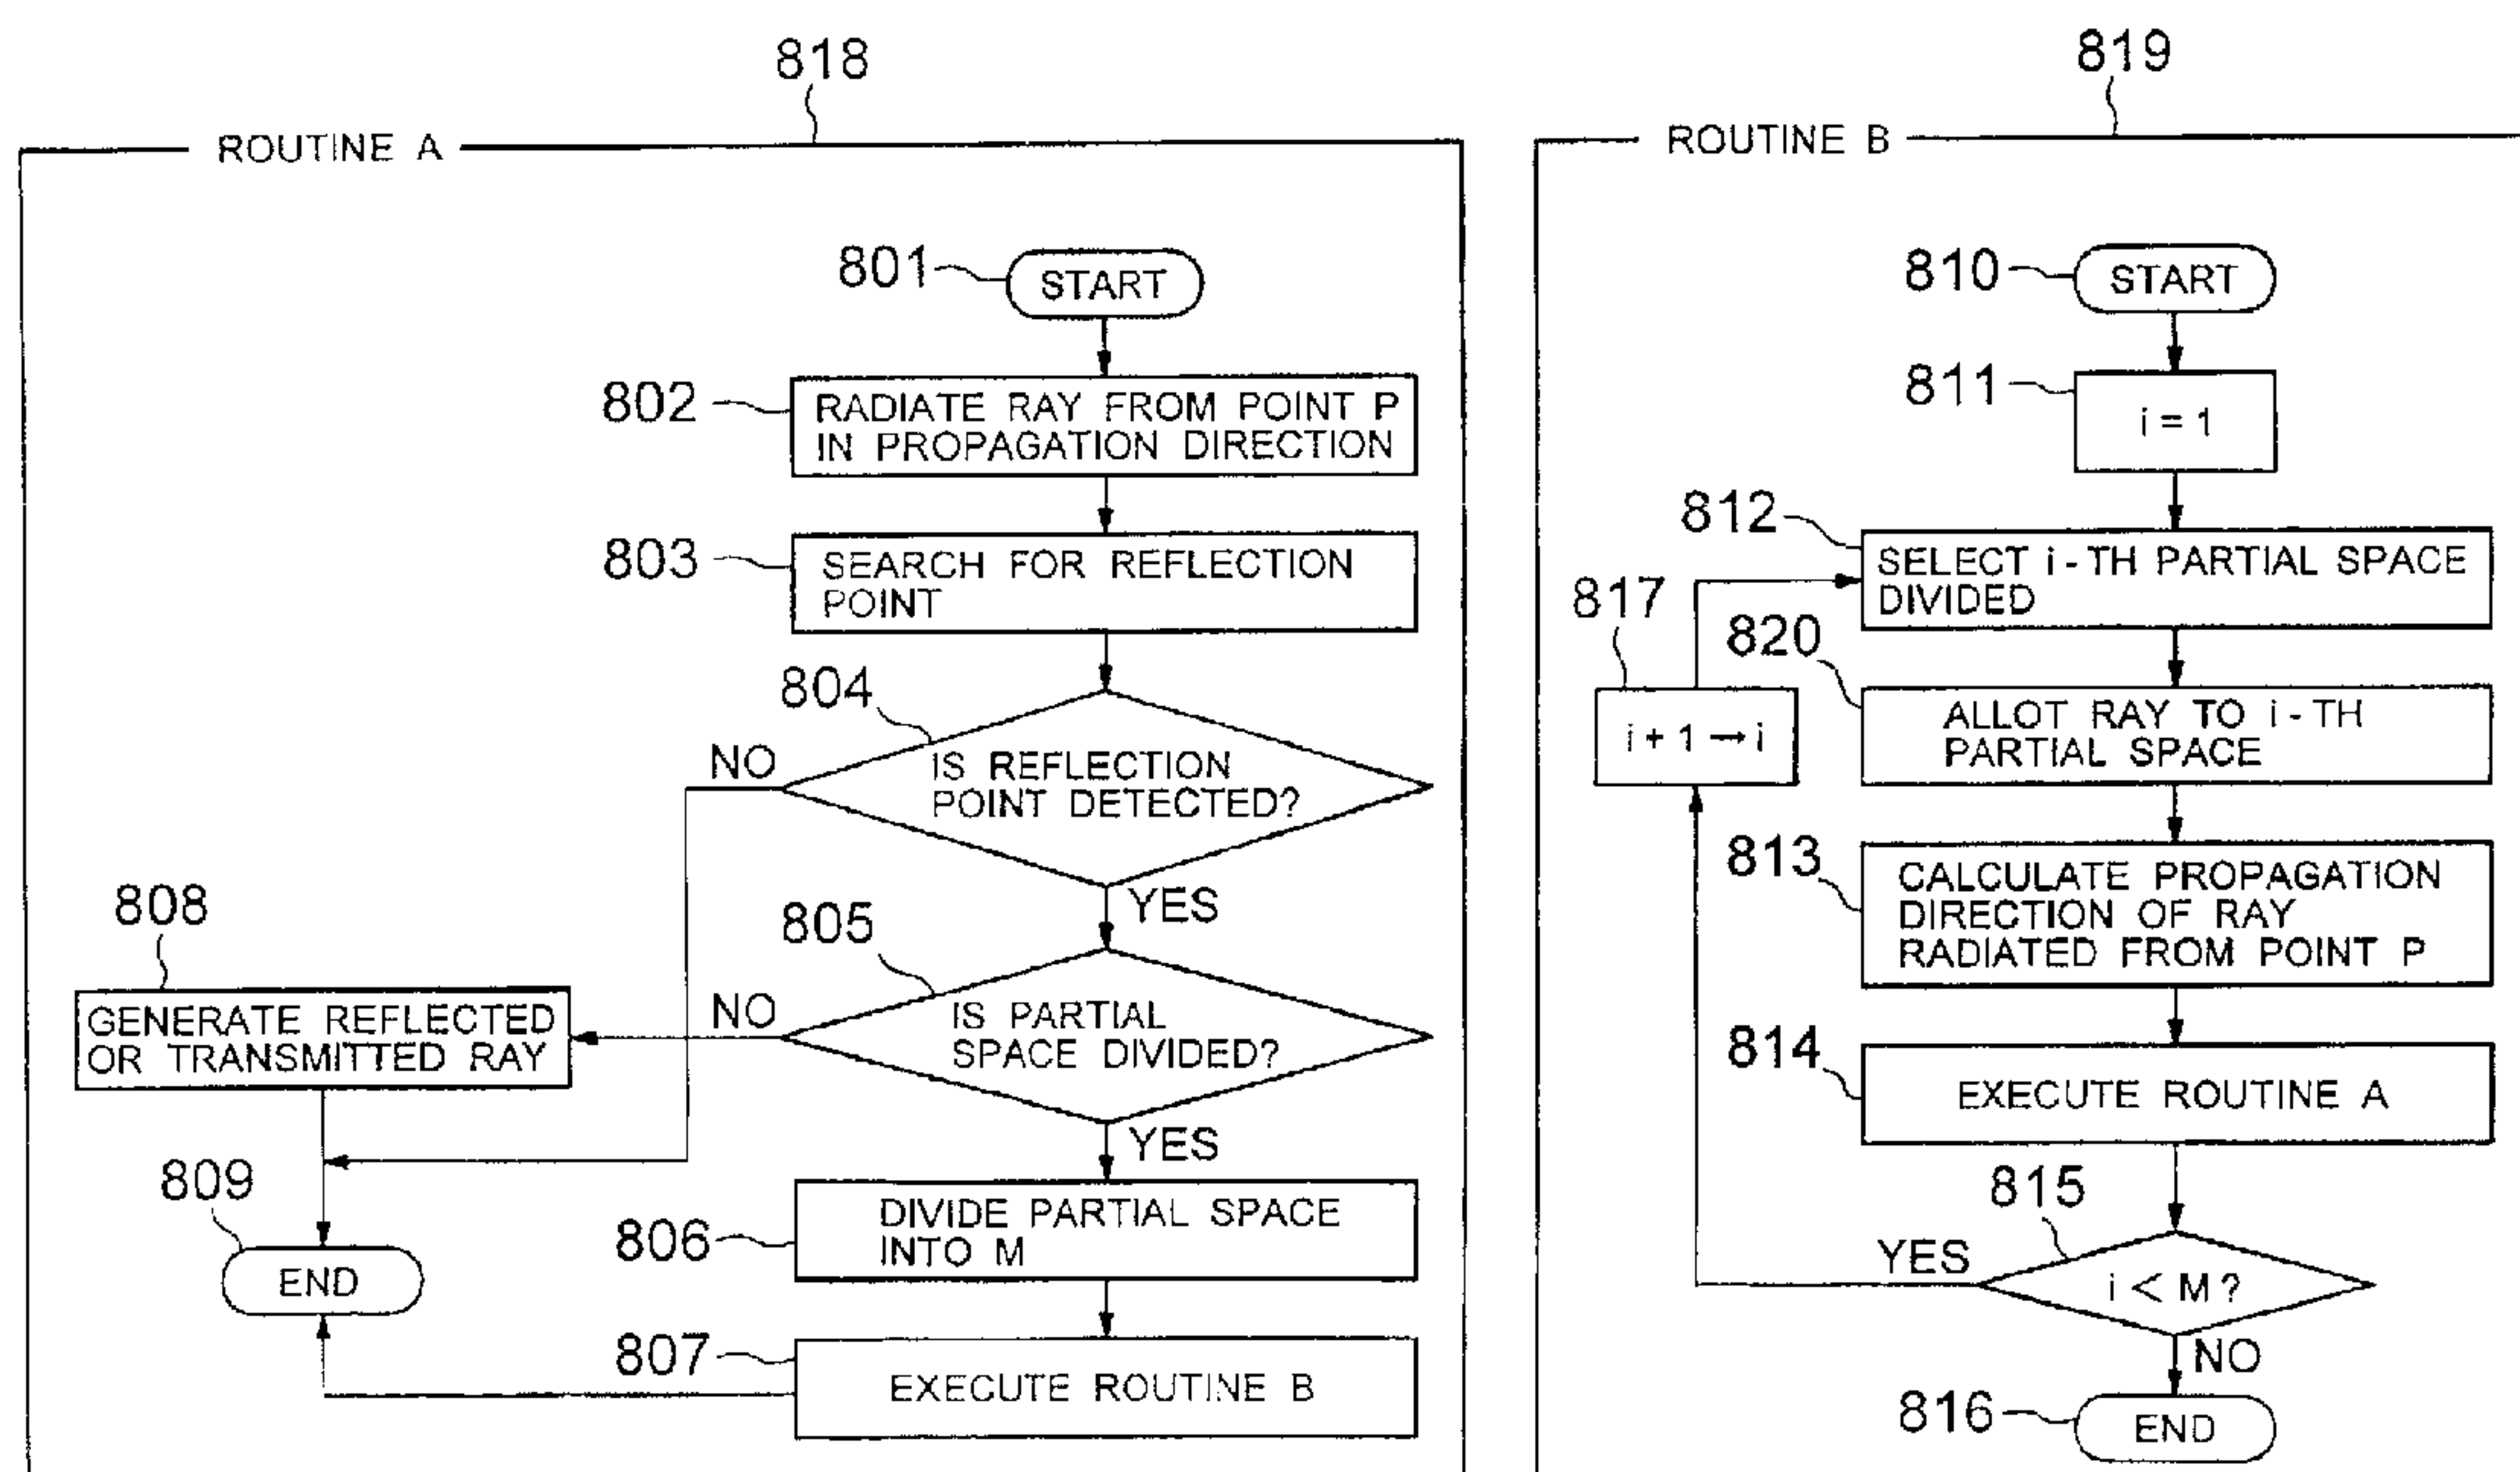 818
ROUTINE A
801
START
802
RADIATE RAY FROM POINT P
IN PROPAGATION DIRECTION
803
SEARCH FOR REFLECTION
POINT
804
NO
IS REFLECTION
POINT DETECTED?
YES
805
808
NO
IS PARTIAL
SPACE DIVIDED?
GENERATE REFLECTED
OR TRANSMITTED RAY
YES
809
END
806
DIVIDE PARTIAL SPACE
INTO M
807
EXECUTE ROUTINE B
819
ROUTINE B
810
START
811
i = 1
812
SELECT i - TH PARTIAL SPACE
DIVIDED
817
i + 1 → i
820
ALLOT RAY TO i - TH
PARTIAL SPACE
813
CALCULATE PROPAGATION
DIRECTION OF RAY
RADIATED FROM POINT P
814
EXECUTE ROUTINE A
815
YES
i < M ?
NO
816
END